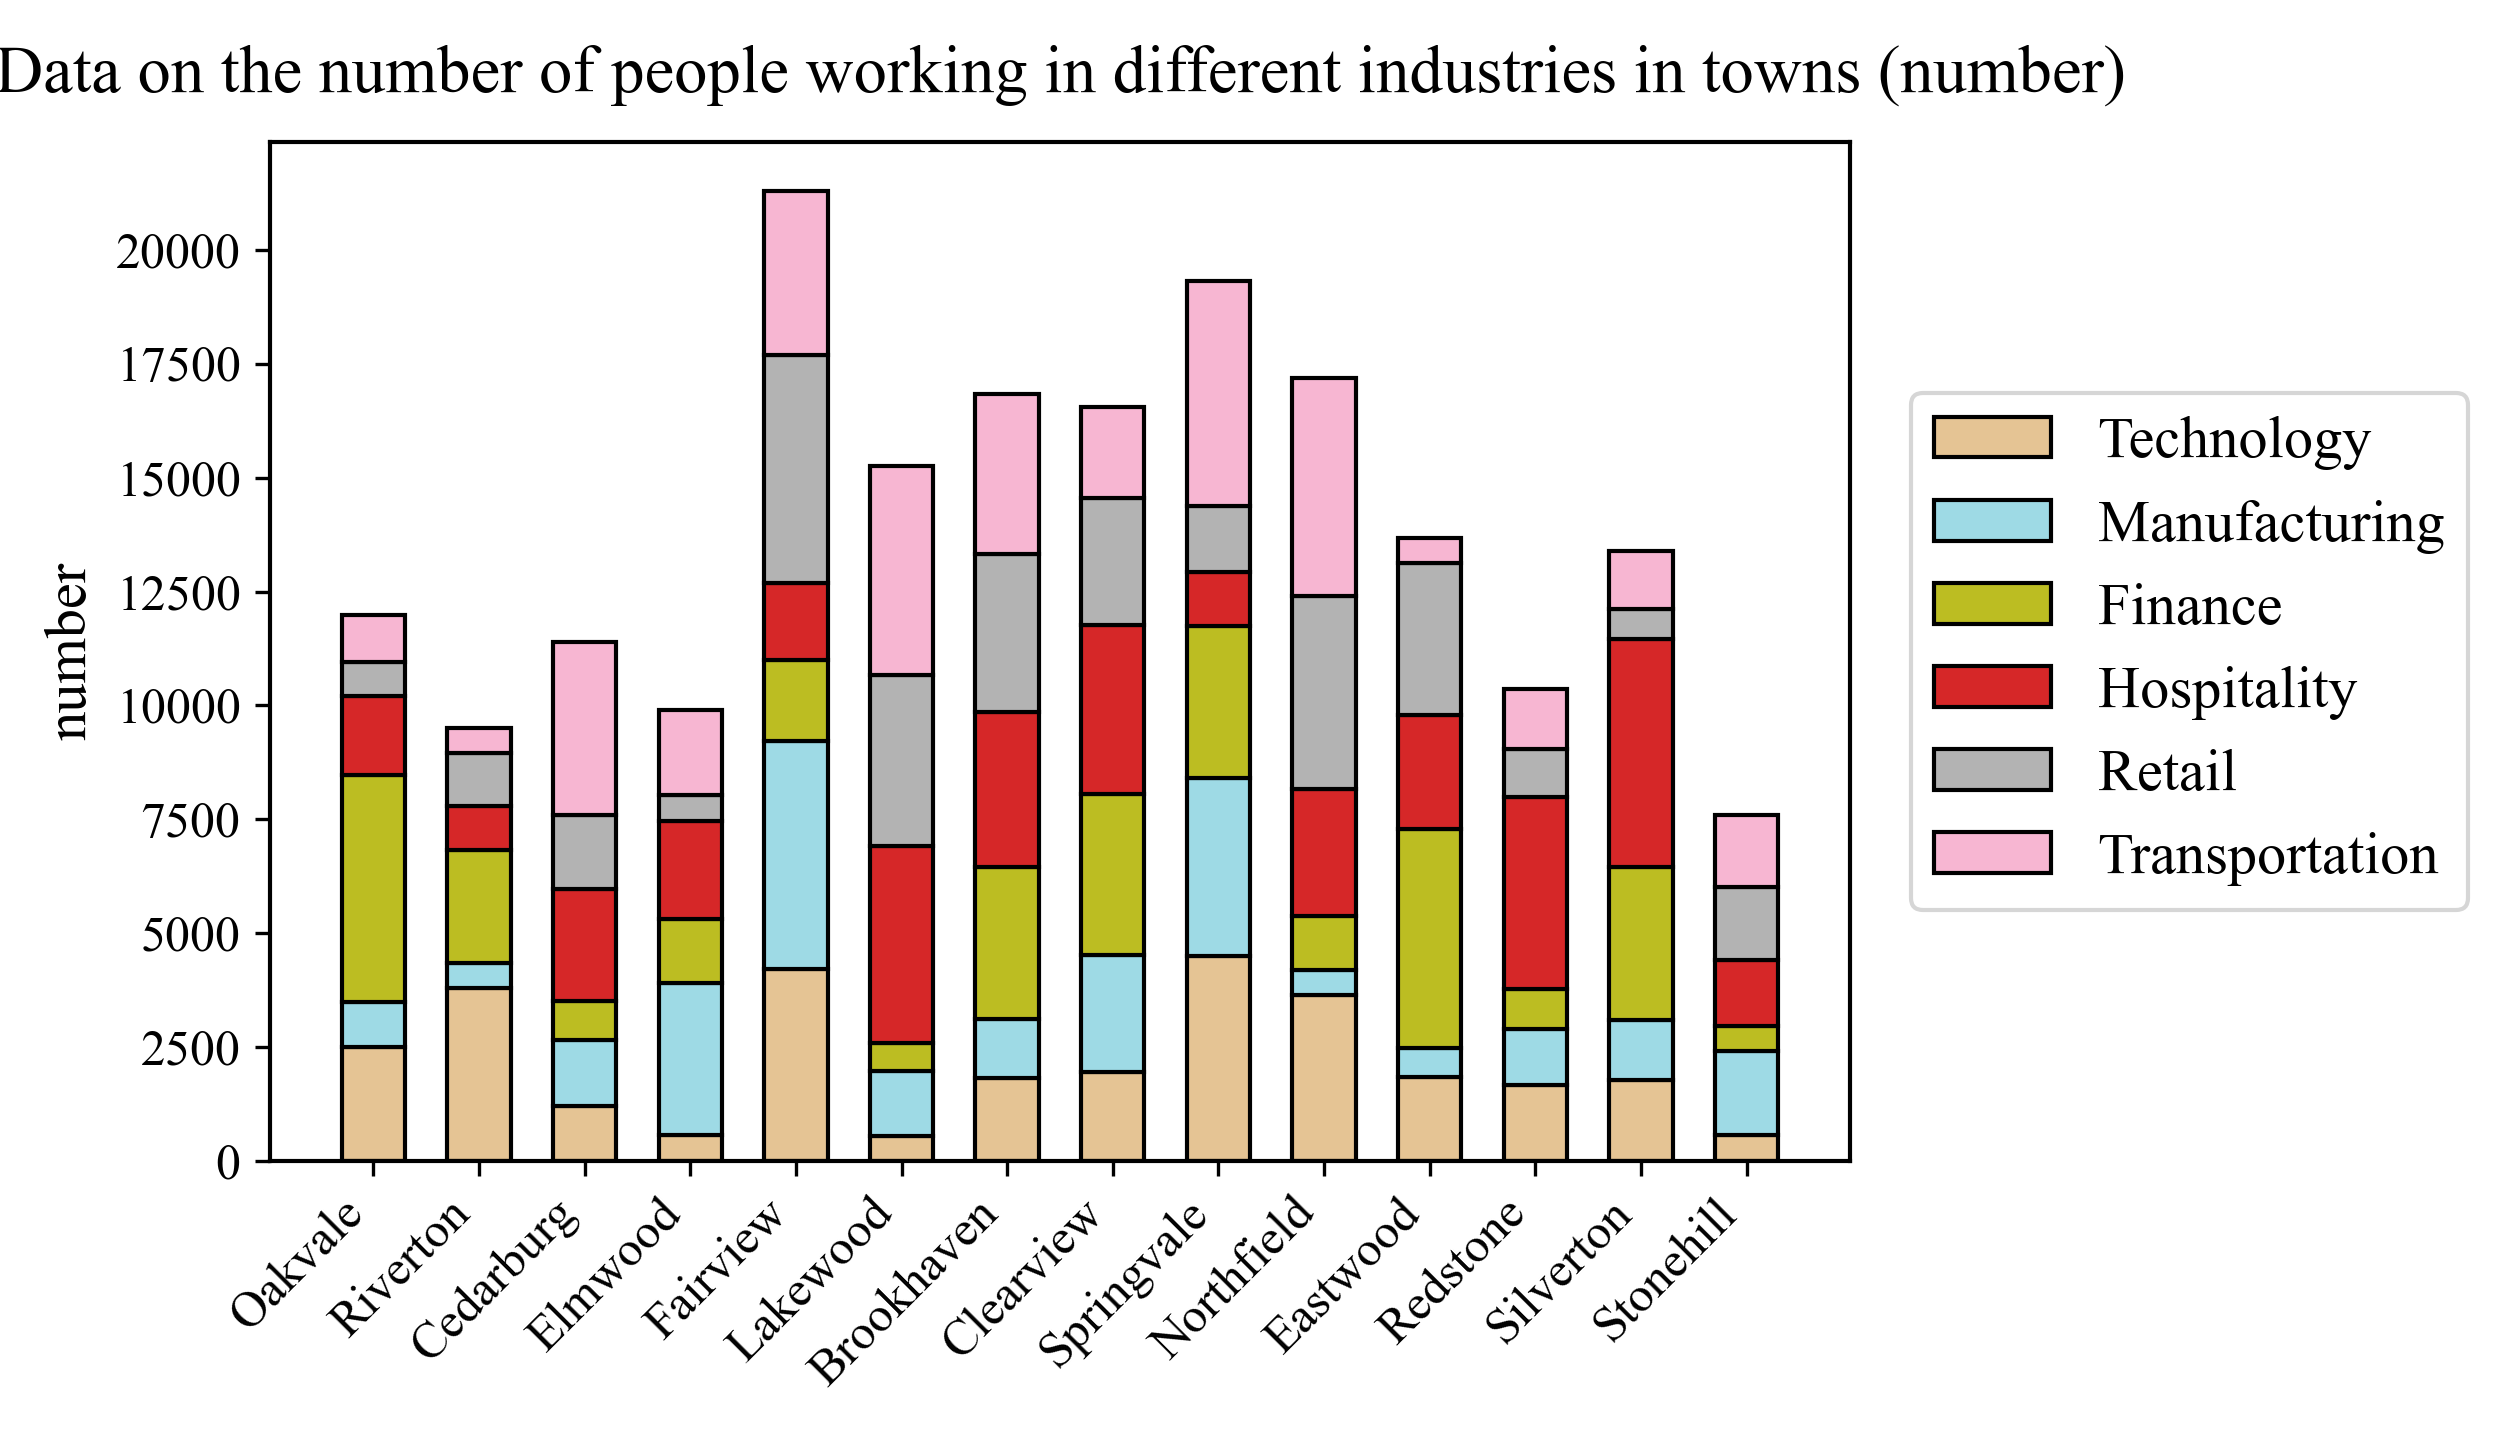 Data on the number of people working in different industries in towns (number)
number
20000
17500
15000
12500
10000
7500
5000
2500
0
Oakvale
Riverton
Cedarburg
Elmwood
Fairview
Lakewood
Brookhaven
Clearview
Springvale
Northfield
Eastwood
Redstone
Silverton
Stonehill
Technology
Manufacturing
Finance
Hospitality
Retail
Transportation